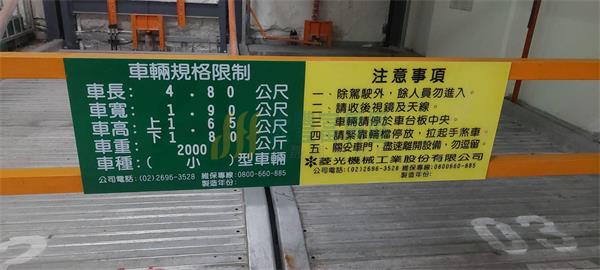 車輛規格限制
車長: 4.80 公尺
車寬: 1.90 公尺
車高: 上1.60 下1.80 公尺
車重: 2000 公斤
車種:( 小 )型車輛
公司電話:(02)2696-3528 維保專線:0800-660-885
製造年份:
注意事項
一、除駕駛外，餘人員勿進入。
二、請收後視鏡及天線。
三、車輛請停於車台板中央。
四、請緊靠輪檔停放，拉起手煞車。
五、關公車門，盡速離開設備，勿逗留。
菱光機械工業股份有限公司
公司電話:(02)2696-3528 維保專線:0800660-885
製造年份:
03